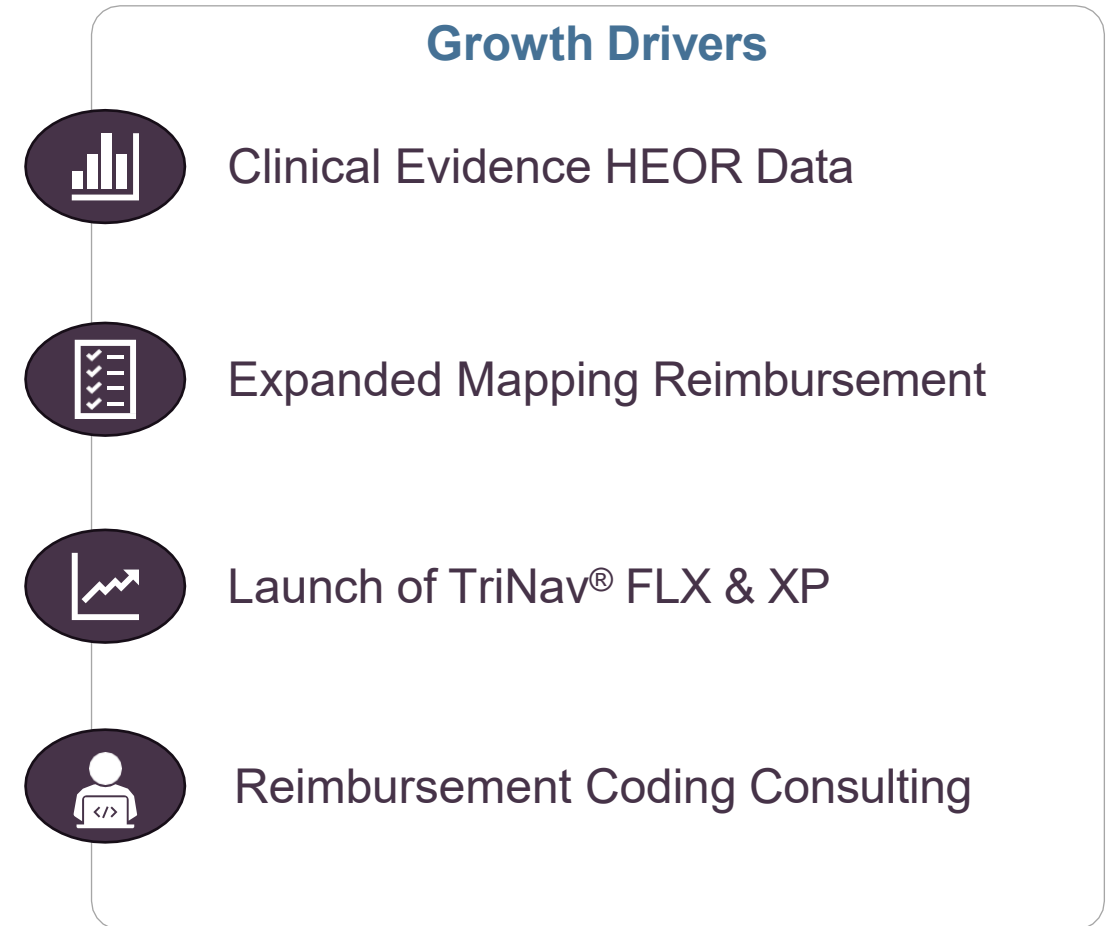 Growth Drivers
Clinical Evidence HEOR Data
Expanded Mapping Reimbursement
Launch of TriNav® FLX & XP
Reimbursement Coding Consulting
</>